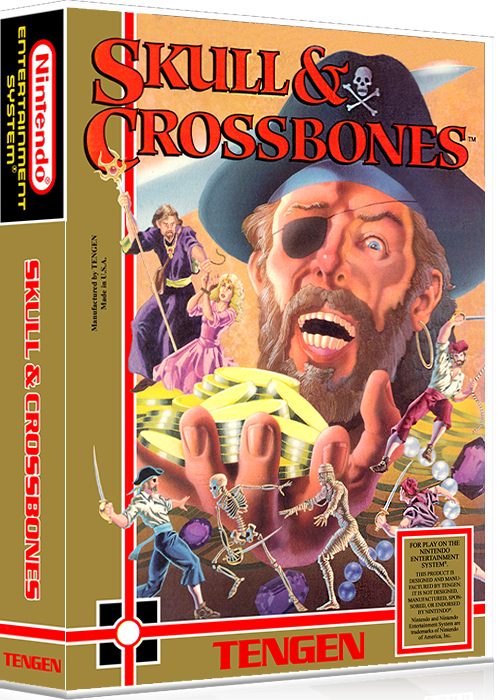 Nintendo®
ENTERTAINMENT
SYSTEM®
SKULL & CROSSBONES
TENGEN
Manufactured by TENGEN
Made in U.S.A.
SKULL &
CROSSBONES™
FOR PLAY ON THE
NINTENDO
ENTERTAINMENT
SYSTEM®.
THIS PRODUCT IS
DESIGNED AND MANU-
FACTURED BY TENGEN;
IT IS NOT DESIGNED,
MANUFACTURED, SPON-
SORED, OR ENDORSED
BY NINTENDO®.
Nintendo and Nintendo
Entertainment System are
trademarks of Nintendo
of America, Inc.
TENGEN